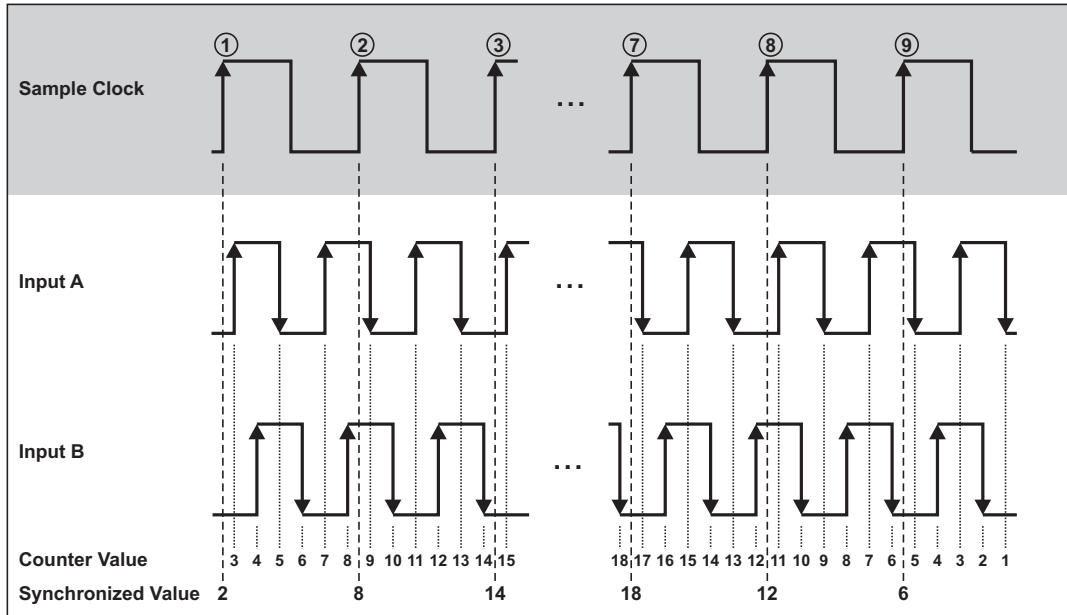 ① ② ③ ⑦ ⑧ ⑨
Sample Clock
...
Input A
...
Input B
...
Counter Value 3 4 5 6 7 8 9 10 11 12 13 14 15 18 17 16 15 14 13 12 11 10 9 8 7 6 5 4 3 2 1
Synchronized Value 2 8 14 18 12 6